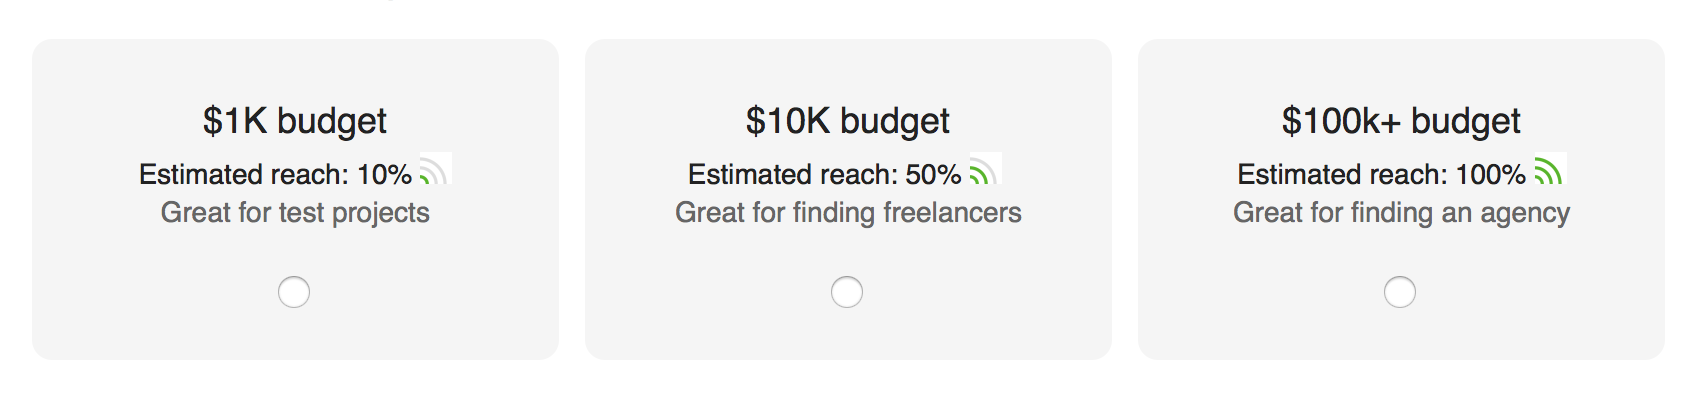 $1K budget
Estimated reach: 10%
Great for test projects
$10K budget
Estimated reach: 50%
Great for finding freelancers
$100k+ budget
Estimated reach: 100%
Great for finding an agency